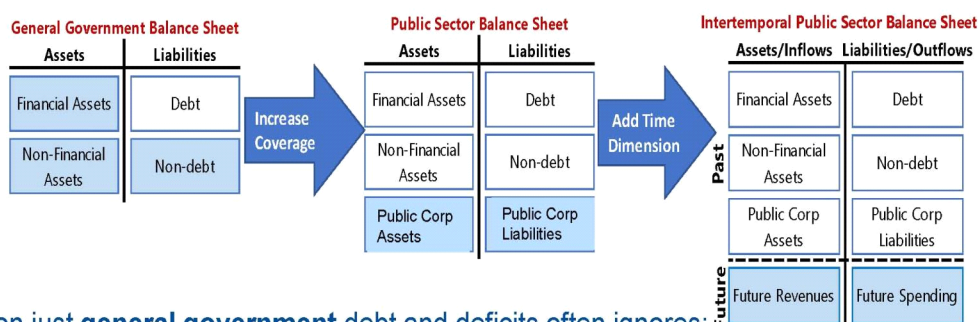 General Government Balance Sheet
Assets
Liabilities
Financial Assets
Debt
Non-Financial
Assets
Non-debt
Increase
Coverage
Public Sector Balance Sheet
Assets
Liabilities
Financial Assets
Debt
Non-Financial
Assets
Non-debt
Public Corp
Assets
Public Corp
Liabilities
Add Time
Dimension
Intertemporal Public Sector Balance Sheet
Assets/Inflows
Liabilities/Outflows
Past
Financial Assets
Debt
Non-Financial
Assets
Non-debt
Public Corp
Assets
Public Corp
Liabilities
Future
Future Revenues
Future Spending
on just general government debt and deficits often ignores: